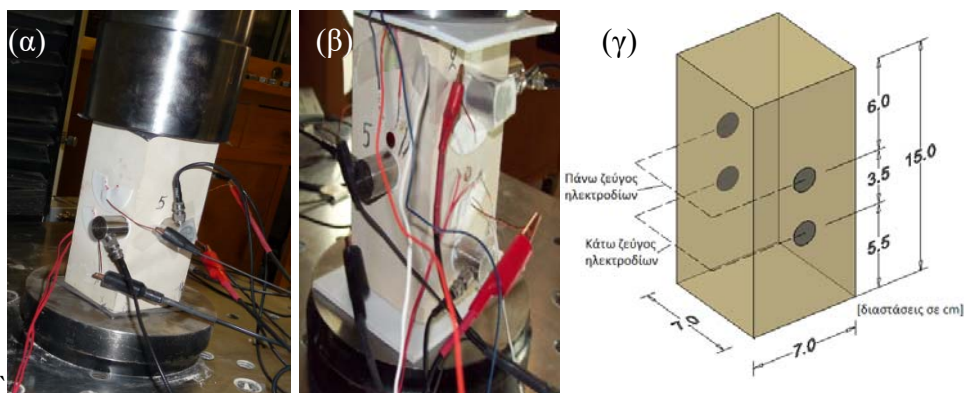 (α)
(β)
(γ)
5
5
6.0
3.5
15.0
5.5
Πάνω ζεύγος
ηλεκτροδίων
Κάτω ζεύγος
ηλεκτροδίων
[διαστάσεις σε cm]
7.0
7.0